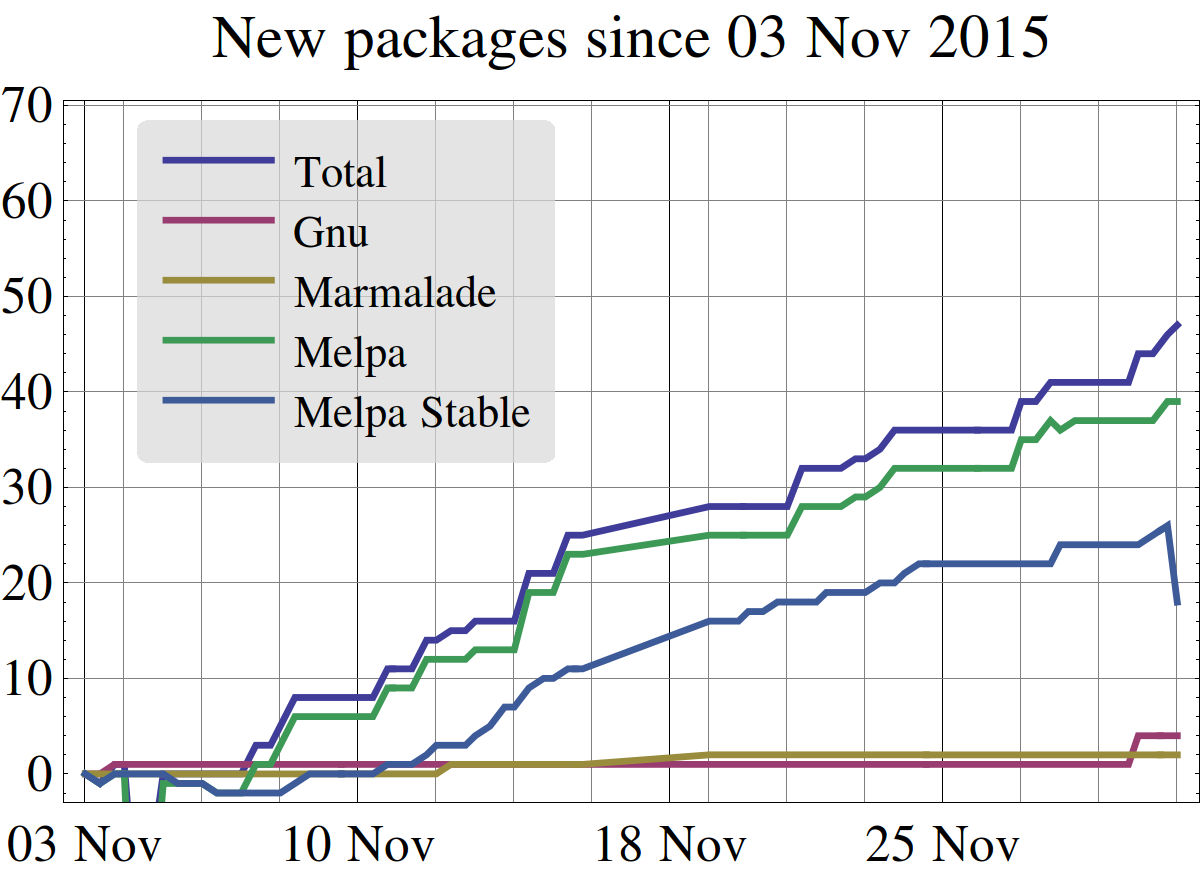 New packages since 03 Nov 2015
70
60
50
40
30
20
10
0
Total
Gnu
Marmalade
Melpa
Melpa Stable
03 Nov 10 Nov 18 Nov 25 Nov